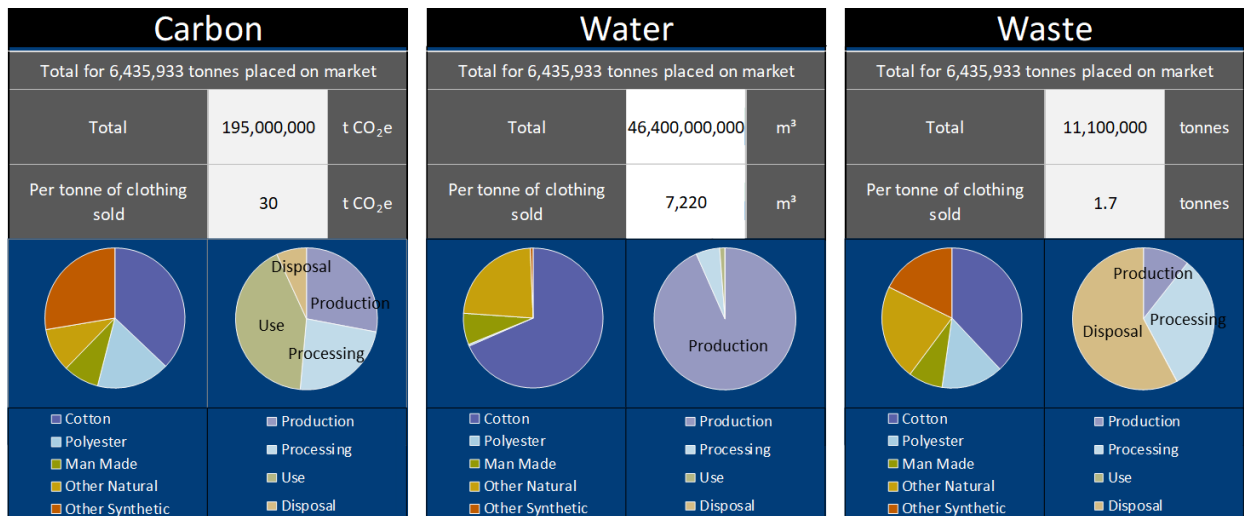 Carbon
Total for 6,435,933 tonnes placed on market
Total 195,000,000 t CO₂e
Per tonne of clothing
sold 30 t CO₂e
Disposal
Production
Use
Processing
Cotton
Polyester
Man Made
Other Natural
Other Synthetic
Production
Processing
Use
Disposal
Water
Total for 6,435,933 tonnes placed on market
Total 46,400,000,000 m³
Per tonne of clothing
sold 7,220 m³
Production
Cotton
Polyester
Man Made
Other Natural
Other Synthetic
Production
Processing
Use
Disposal
Waste
Total for 6,435,933 tonnes placed on market
Total 11,100,000 tonnes
Per tonne of clothing
sold 1.7 tonnes
Production
Processing
Disposal
Cotton
Polyester
Man Made
Other Natural
Other Synthetic
Production
Processing
Use
Disposal